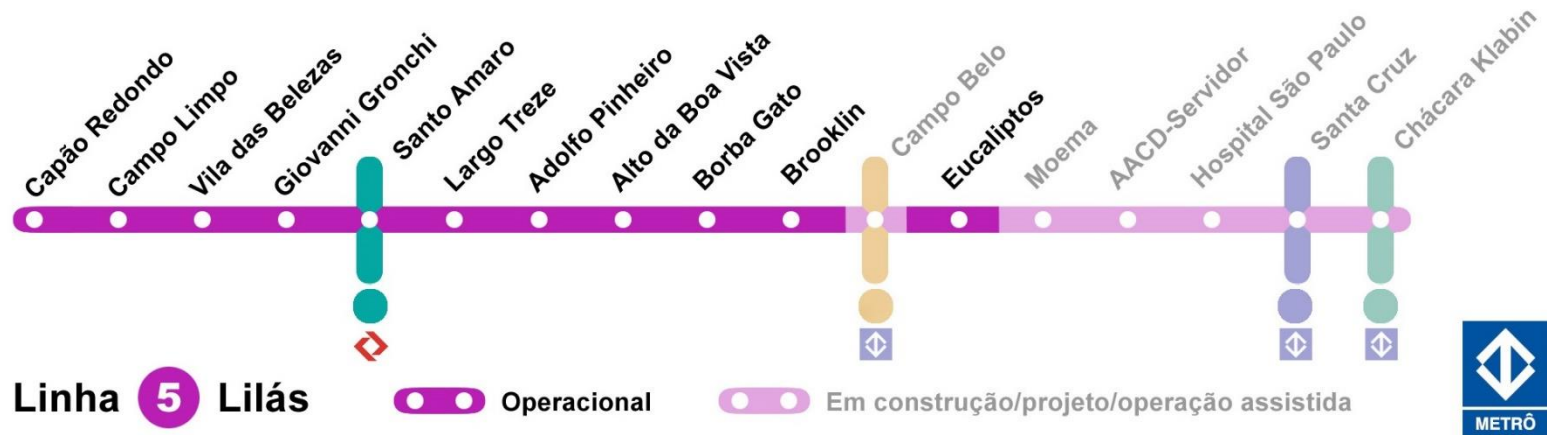 Capão Redondo
Campo Limpo
Vila das Belezas
Giovanni Gronchi
Santo Amaro
Largo Treze
Adolfo Pinheiro
Alto da Boa Vista
Borba Gato
Brooklin
Campo Belo
Eucaliptos
Moema
AACD-Servidor
Hospital São Paulo
Santa Cruz
Chácara Klabin
Linha 5 Lilás
Operacional
Em construção/projeto/operação assistida
METRÔ